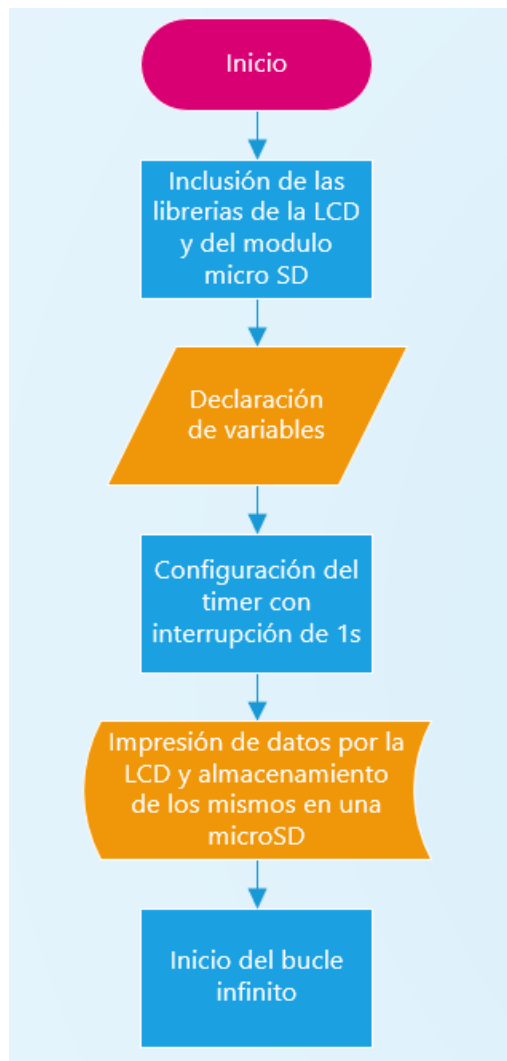 Inicio
Inclusión de las
librerias de la LCD
y del modulo
micro SD
Declaración
de variables
Configuración del
timer con
interrupción de 1s
Impresión de datos por la
LCD y almacenamiento
de los mismos en una
microSD
Inicio del bucle
infinito